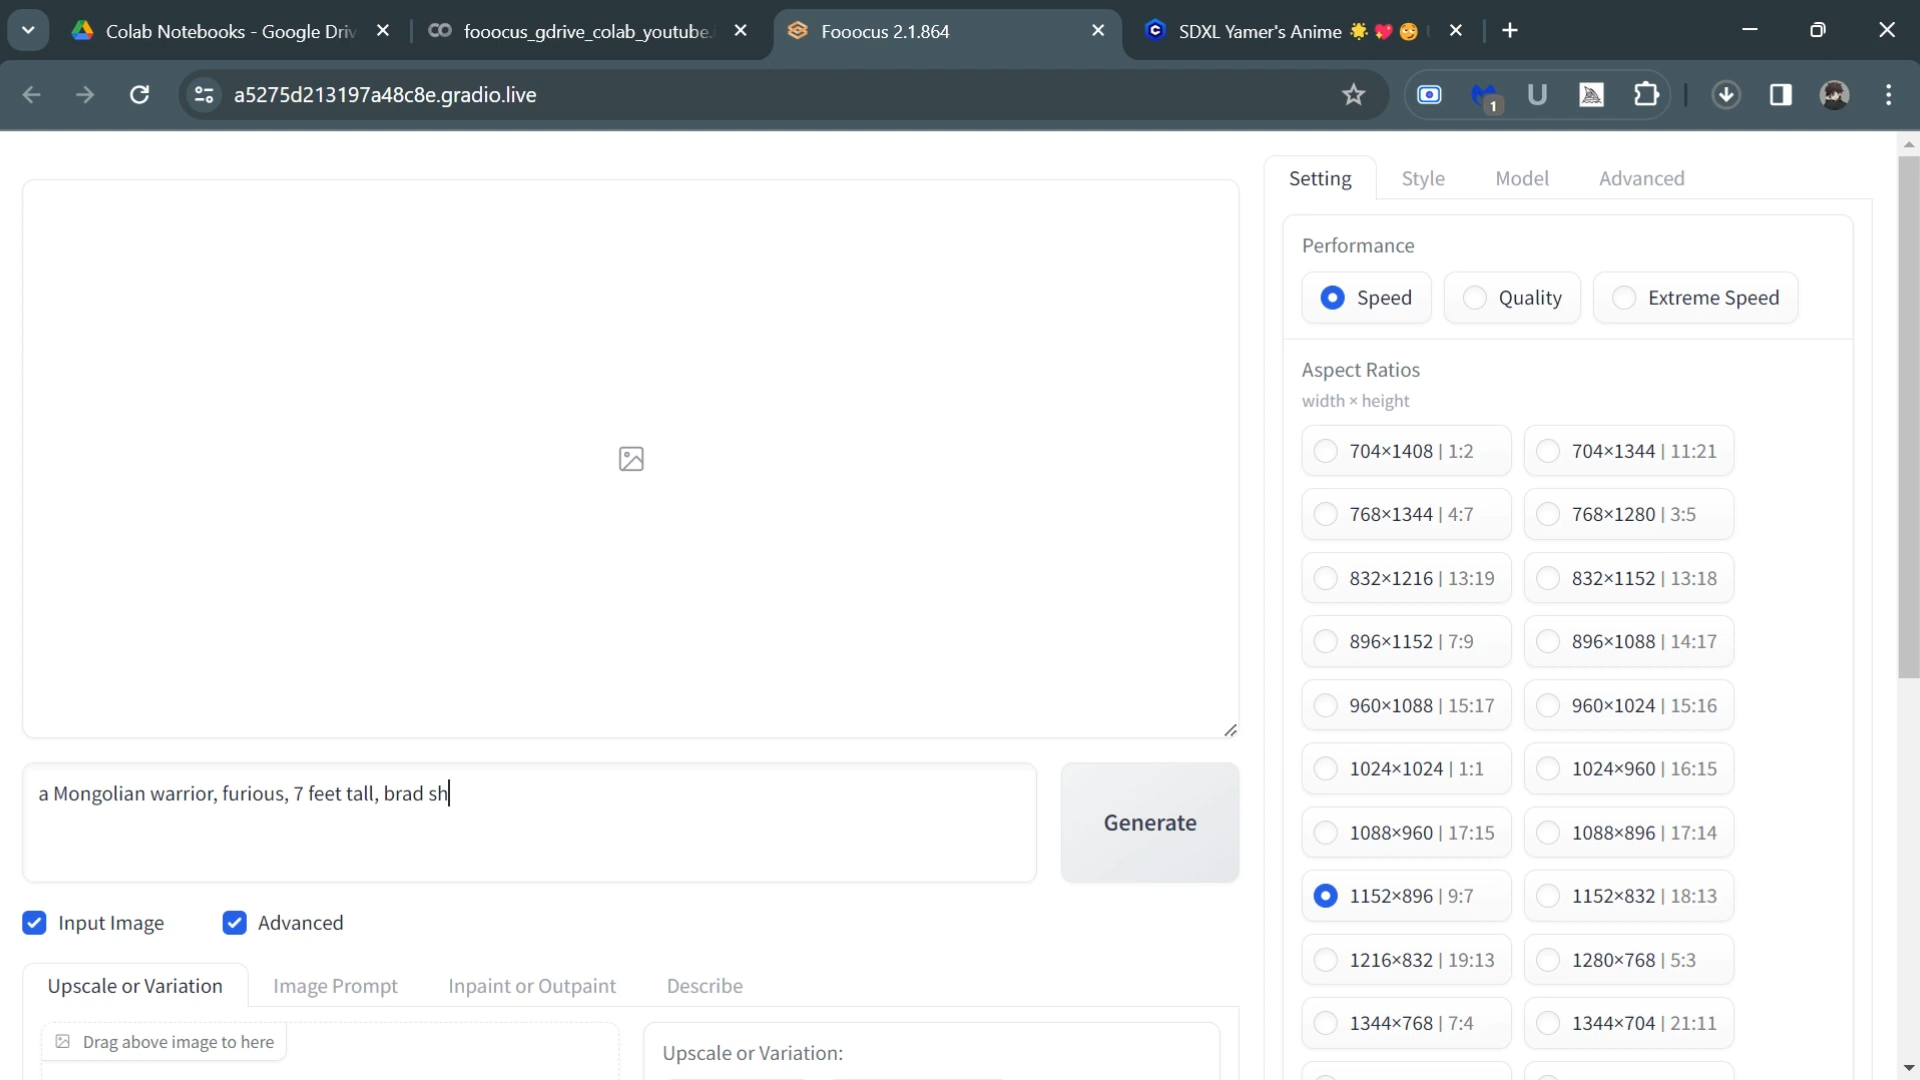 Colab Notebooks - Google Driv
fooocus_gdrive_colab_youtube.
Fooocus 2.1.864
SDXL Yamer's Anime 🌟💖😏
a5275d213197a48c8e.gradio.live
1
Setting
Style
Model
Advanced
Performance
Speed
Quality
Extreme Speed
Aspect Ratios
width × height
704×1408 | 1:2
704×1344 | 11:21
768×1344 | 4:7
768×1280 | 3:5
832×1216 | 13:19
832×1152 | 13:18
896×1152 | 7:9
896×1088 | 14:17
960×1088 | 15:17
960×1024 | 15:16
1024×1024 | 1:1
1024×960 | 16:15
1088×960 | 17:15
1088×896 | 17:14
1152×896 | 9:7
1152×832 | 18:13
1216×832 | 19:13
1280×768 | 5:3
1344×768 | 7:4
1344×704 | 21:11
a Mongolian warrior, furious, 7 feet tall, brad sh
Generate
Input Image
Advanced
Upscale or Variation
Image Prompt
Inpaint or Outpaint
Describe
Drag above image to here
Upscale or Variation: